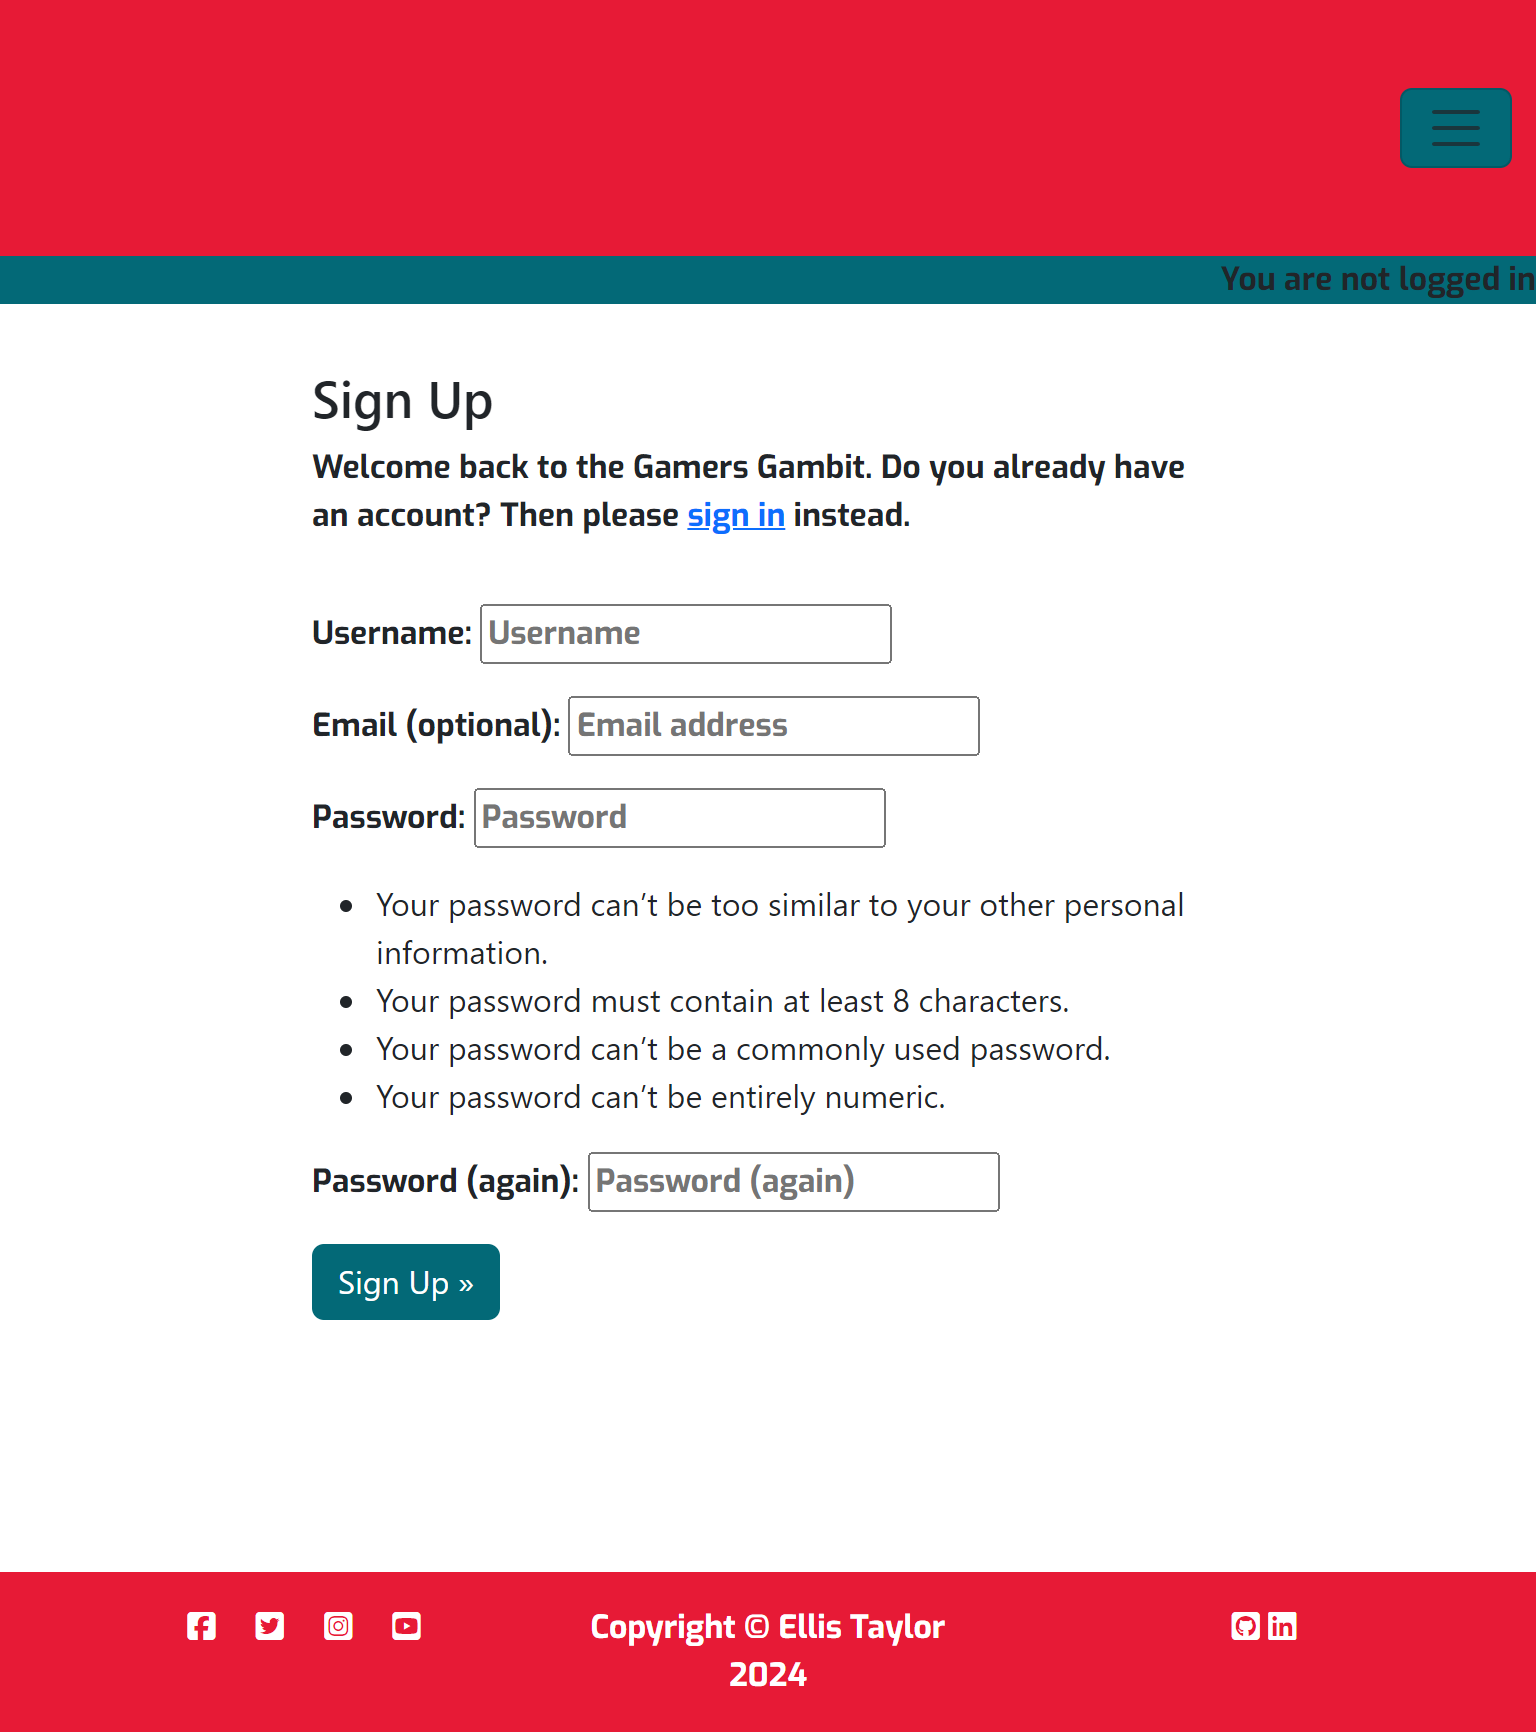 You are not logged in
Sign Up
Welcome back to the Gamers Gambit. Do you already have
an account? Then please sign in instead.
Username: Username
Email (optional): Email address
Password: Password
Your password can’t be too similar to your other personal
information.
Your password must contain at least 8 characters.
Your password can’t be a commonly used password.
Your password can’t be entirely numeric.
Password (again): Password (again)
Sign Up »
Copyright © Ellis Taylor
2024